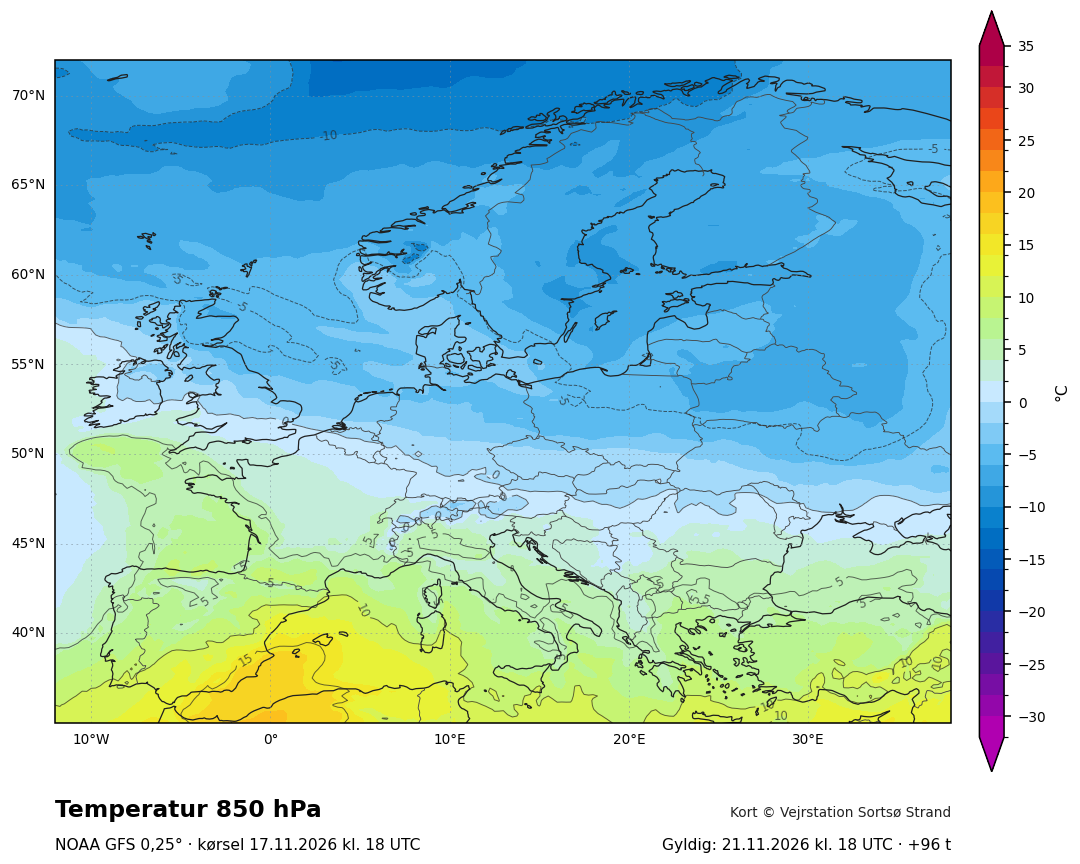 70°N
65°N
60°N
55°N
50°N
45°N
40°N
10°W 0° 10°E 20°E 30°E
35
30
25
20
15
10
5
0
−5
−10
−15
−20
−25
−30
°C
Temperatur 850 hPa
Kort © Vejrstation Sortsø Strand
NOAA GFS 0,25° · kørsel 17.11.2026 kl. 18 UTC
Gyldig: 21.11.2026 kl. 18 UTC · +96 t